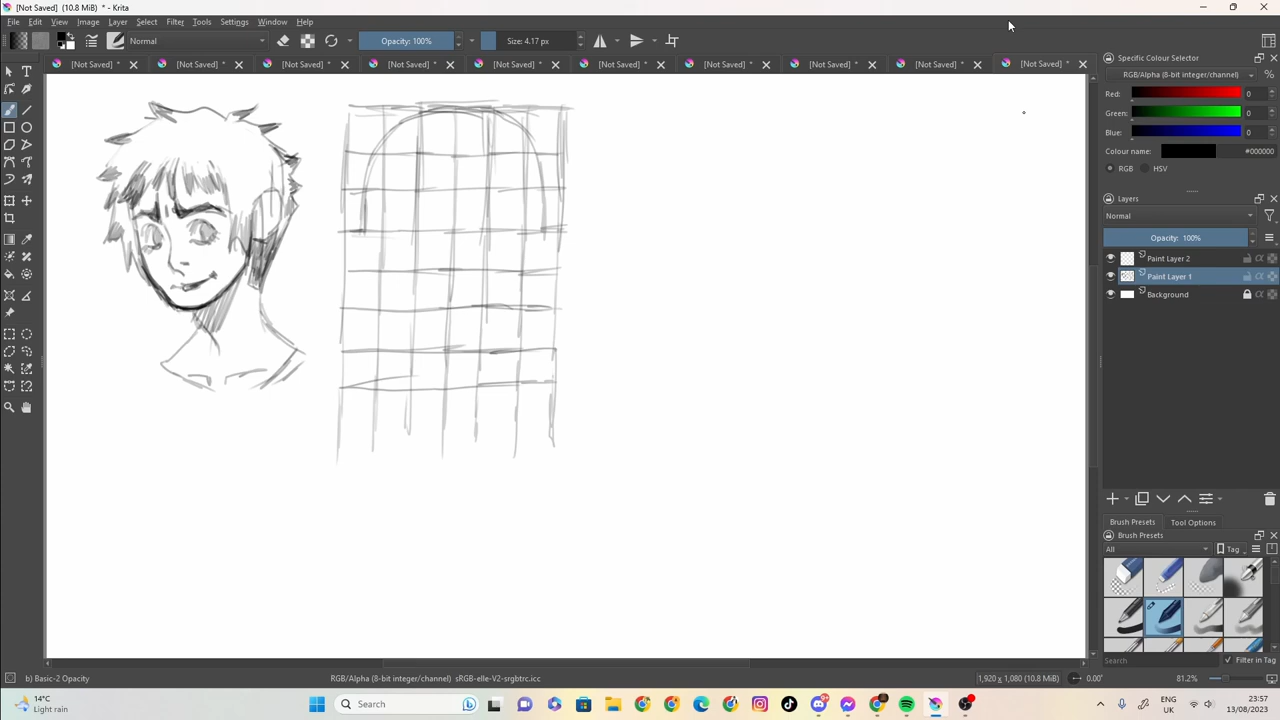 [Not Saved] (10.8 MiB) * - Krita
File Edit View Image Layer Select Filter Tools Settings Window Help
Normal Opacity: 100% Size: 4.17 px
[Not Saved] * [Not Saved] * [Not Saved] * [Not Saved] * [Not Saved] * [Not Saved] * [Not Saved] * [Not Saved] * [Not Saved] * [Not Saved] *
Specific Colour Selector
RGB/Alpha (8-bit integer/channel) %
Red: 0
Green: 0
Blue: 0
Colour name: #000000
RGB HSV
Layers
Normal
Opacity: 100%
Paint Layer 2
Paint Layer 1
Background
Brush Presets Tool Options
Brush Presets
All Tag
Search Filter in Tag
b) Basic-2 Opacity RGB/Alpha (8-bit integer/channel) sRGB-elle-V2-srgbtrc.icc 1,920 x 1,080 (10.8 MiB) 0.00° 81.2%
14°C
Light rain
Search
ENG
UK
23:57
13/08/2023